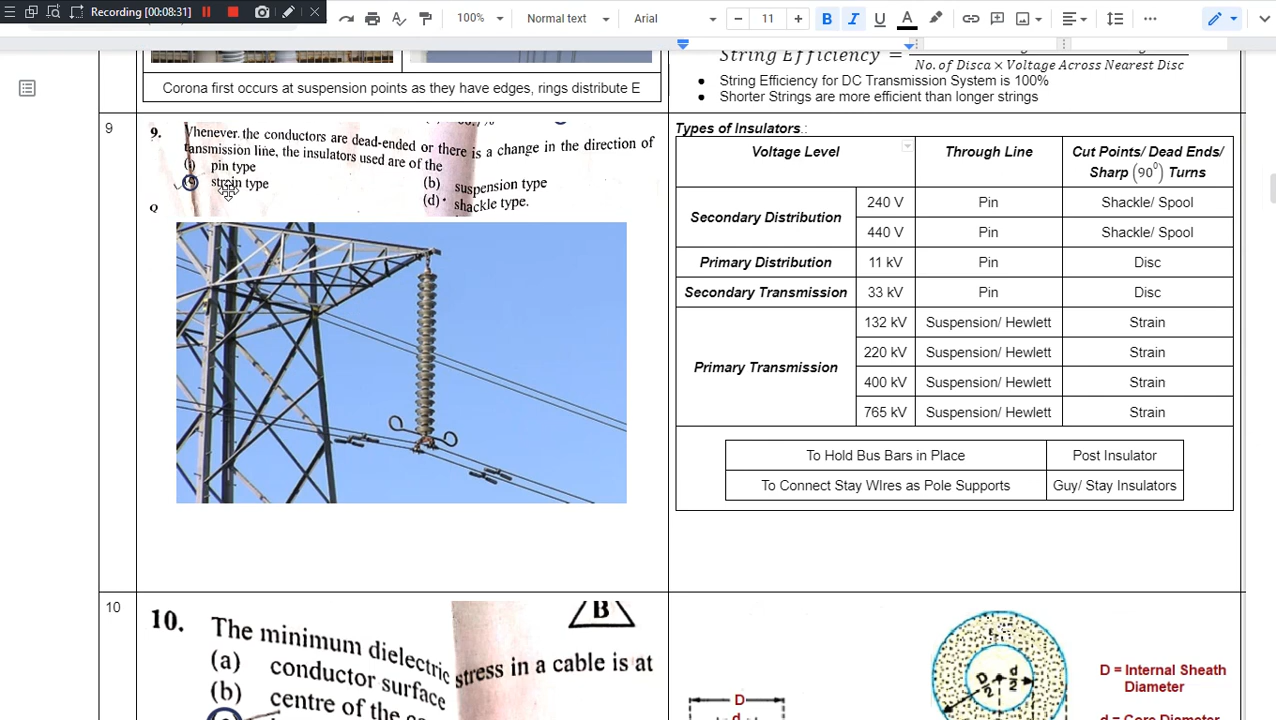 Recording [00:08:31]
100%
Normal text
Arial
11
B
I
U
A
String Efficiency =
No. of Disca × Voltage Across Nearest Disc
Corona first occurs at suspension points as they have edges, rings distribute E
String Efficiency for DC Transmission System is 100%
Shorter Strings are more efficient than longer strings
9
9. Whenever the conductors are dead-ended or there is a change in the direction of
transmission line, the insulators used are of the
(i) pin type
(b) suspension type
strain type
(d) shackle type.
Q
Types of Insulators.:
Voltage Level Through Line Cut Points/ Dead Ends/
Sharp (90⁰) Turns
Secondary Distribution
240 V Pin Shackle/ Spool
440 V Pin Shackle/ Spool
Primary Distribution 11 kV Pin Disc
Secondary Transmission 33 kV Pin Disc
Primary Transmission
132 kV Suspension/ Hewlett Strain
220 kV Suspension/ Hewlett Strain
400 kV Suspension/ Hewlett Strain
765 kV Suspension/ Hewlett Strain
To Hold Bus Bars in Place Post Insulator
To Connect Stay WIres as Pole Supports Guy/ Stay Insulators
10
B
10. The minimum dielectric stress in a cable is at
(a) conductor surface
(b) centre of the
D
d
D/2
d/2
D = Internal Sheath
Diameter
d = Core Diameter